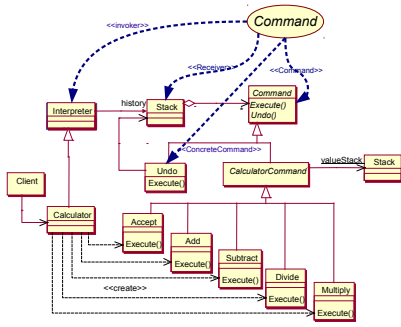 Command
<<invoker>>
<<Receiver>>
<<Command>>
Interpreter
history
Stack
Command
Execute()
Undo()
<<ConcreteCommand>>
Undo
Execute()
CalculatorCommand
valueStack
Stack
Client
Calculator
Accept
Execute()
Add
Execute()
Subtract
Execute()
Divide
Execute()
Multiply
Execute()
<<create>>